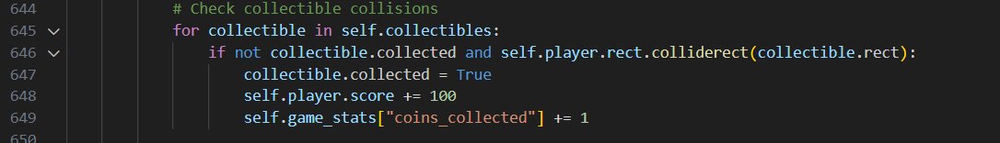 644 # Check collectible collisions
645 for collectible in self.collectibles:
646 if not collectible.collected and self.player.rect.colliderect(collectible.rect):
647 collectible.collected = True
648 self.player.score += 100
649 self.game_stats["coins_collected"] += 1
650